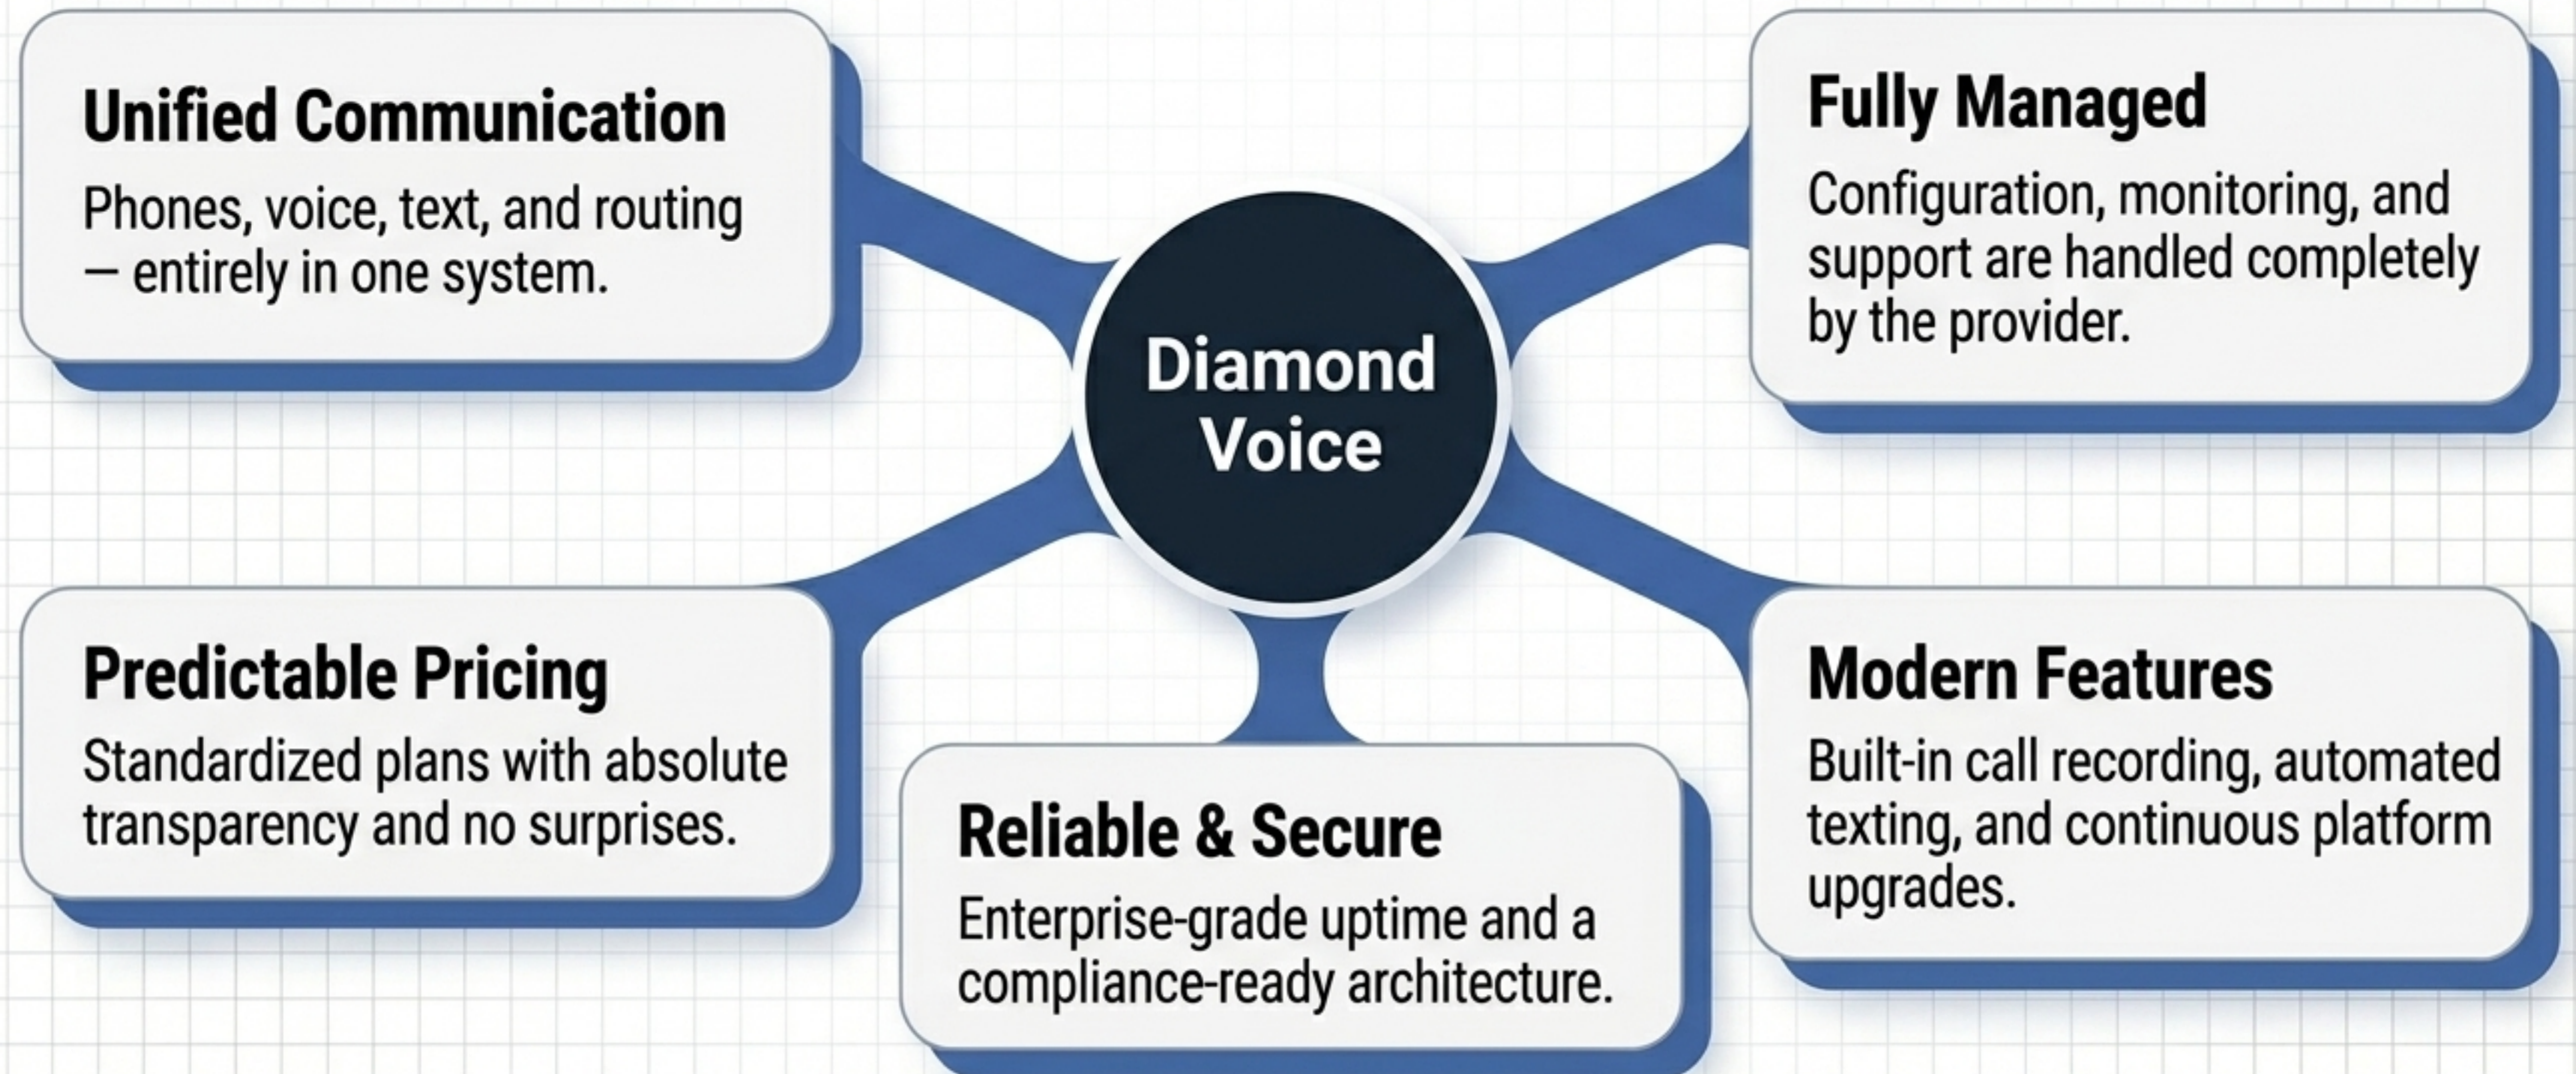 Unified Communication
Phones, voice, text, and routing
— entirely in one system.
Fully Managed
Configuration, monitoring, and
support are handled completely
by the provider.
Diamond
Voice
Predictable Pricing
Standardized plans with absolute
transparency and no surprises.
Reliable & Secure
Enterprise-grade uptime and a
compliance-ready architecture.
Modern Features
Built-in call recording, automated
texting, and continuous platform
upgrades.